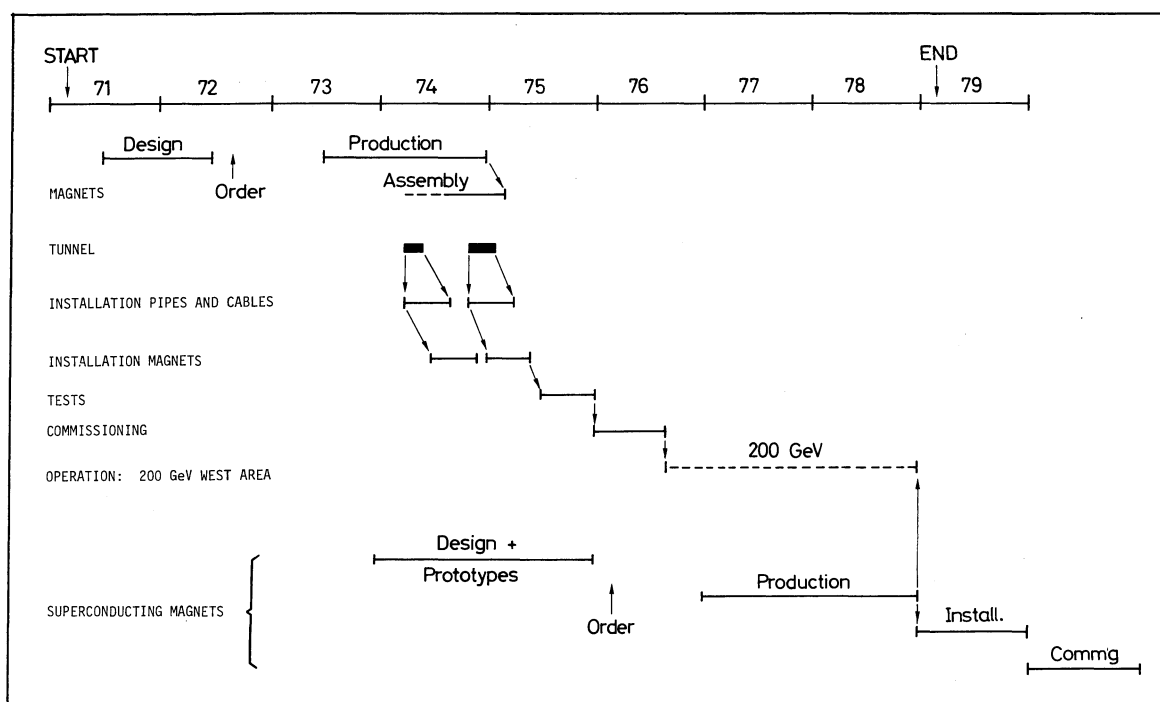 START
END
71 72 73 74 75 76 77 78 79
Design
Production
Order
Assembly
MAGNETS
TUNNEL
INSTALLATION PIPES AND CABLES
INSTALLATION MAGNETS
TESTS
COMMISSIONING
200 GeV
OPERATION: 200 GeV WEST AREA
Design +
Prototypes
Production
Order
SUPERCONDUCTING MAGNETS
Install.
Comm'g